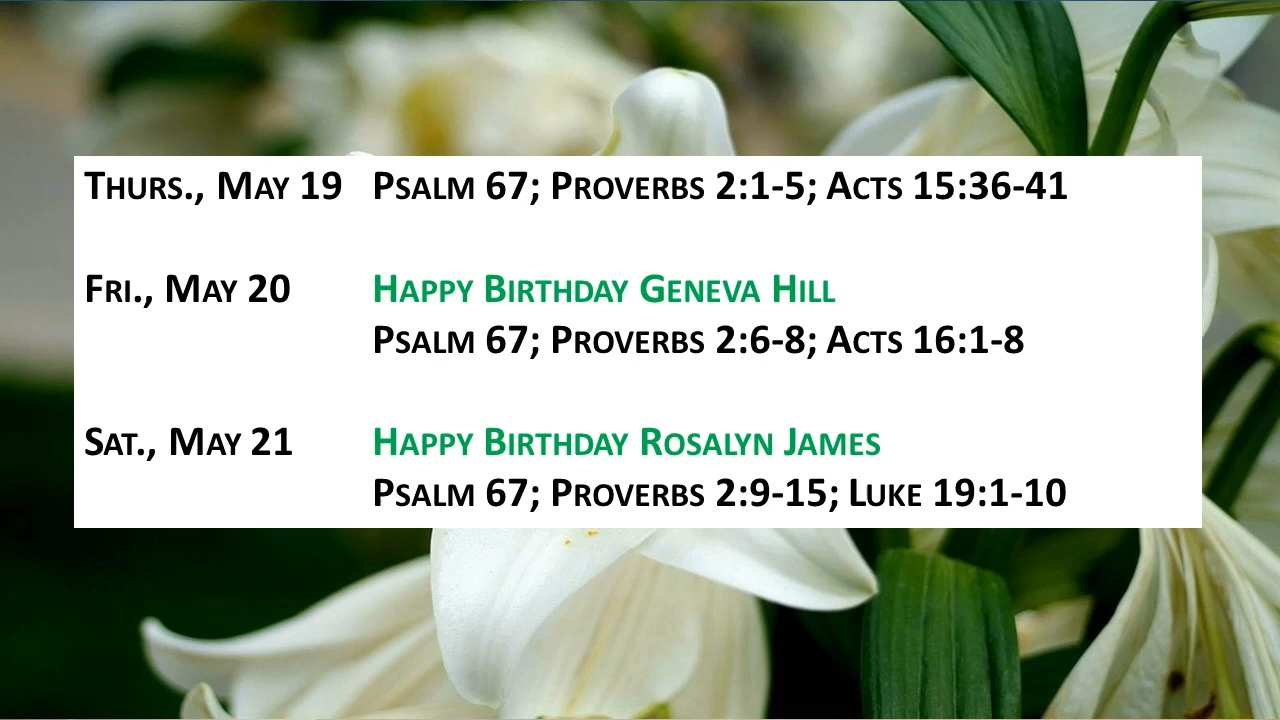 Thurs., May 19 Psalm 67; Proverbs 2:1-5; Acts 15:36-41
Fri., May 20 Happy Birthday Geneva Hill
Psalm 67; Proverbs 2:6-8; Acts 16:1-8
Sat., May 21 Happy Birthday Rosalyn James
Psalm 67; Proverbs 2:9-15; Luke 19:1-10